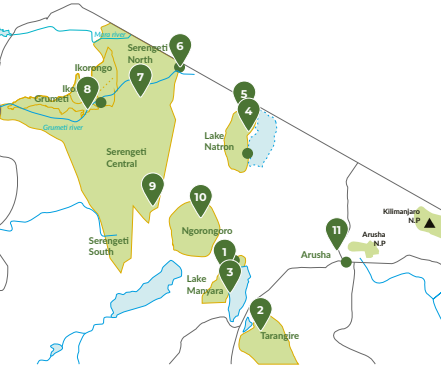 Mara river
6
Serengeti
North
Ikorongo
7
Iko
8
Grumeti
5
4
Grumeti river
Lake
Natron
Serengeti
Central
9
10
Kilimanjaro
N.P
Ngorongoro
11
Arusha
N.P
Serengeti
South
1
Arusha
3
Lake
Manyara
2
Tarangire